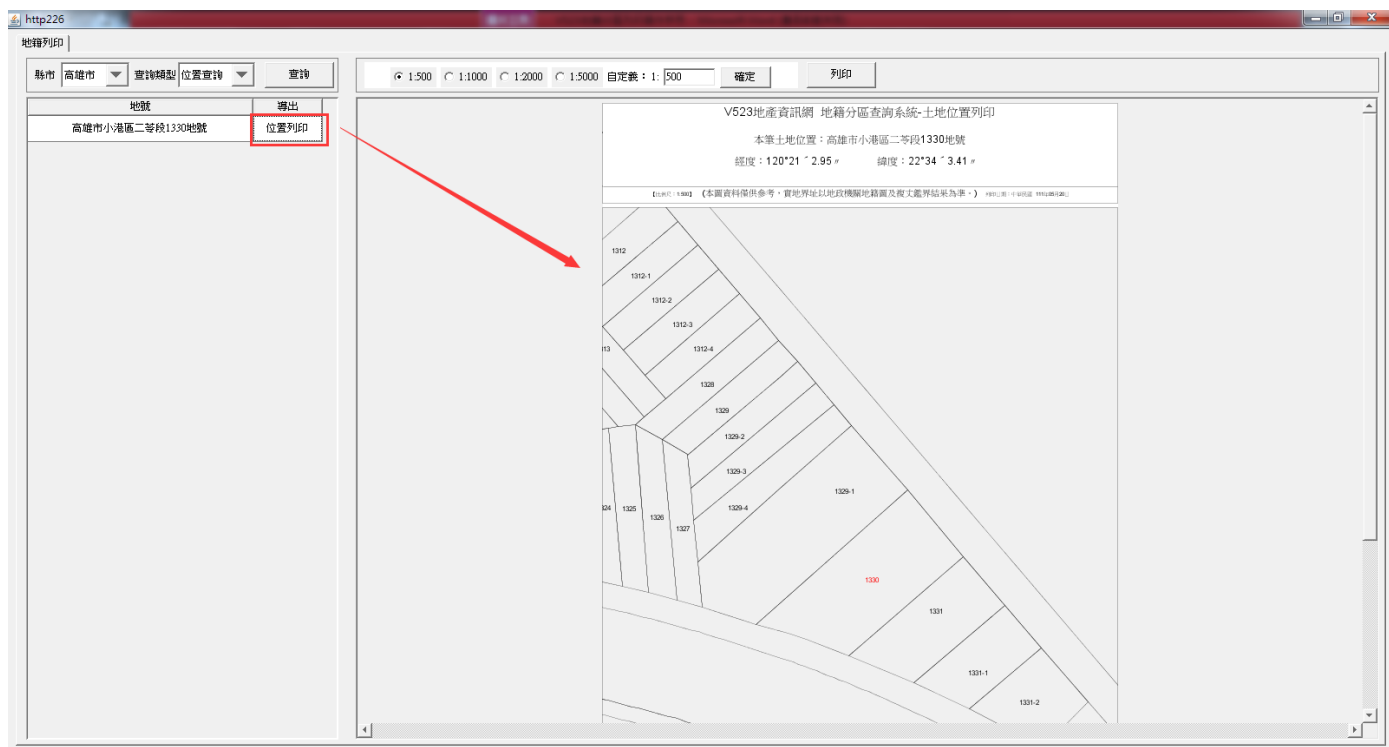 http226
地籍列印
縣市 高雄市 查詢類型 位置查詢 查詢
1:500 1:1000 1:2000 1:5000 自定義：1: 500 確定 列印
地號 導出
高雄市小港區二苓段1330地號 位置列印
V523地產資訊網 地籍分區查詢系統-土地位置列印
本筆土地位置：高雄市小港區二苓段1330地號
經度：120°21 ′ 2.95 〃 緯度：22°34 ′ 3.41 〃
【比例尺：1:500】 (本圖資料僅供參考，實地界址以地政機關地籍圖及複丈鑑界結果為準。)
1312
1312-1
1312-2
1312-3
1312-4
1328
1329
1329-2
1329-3
1329-1
1329-4
1325
1326
1327
1330
1331
1331-1
1331-2